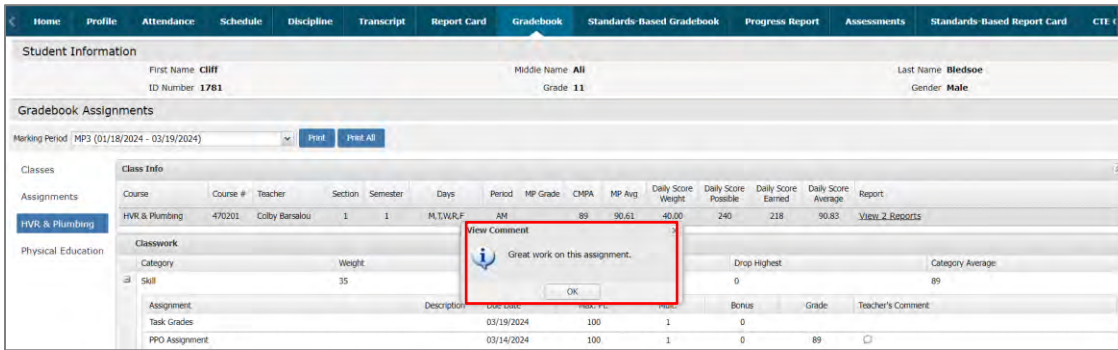 Home Profile Attendance Schedule Discipline Transcript Report Card Gradebook Standards-Based Gradebook Progress Report Assessments Standards-Based Report Card CTE
Student Information
First Name Cliff Middle Name Ali Last Name Bledsoe
ID Number 1781 Grade 11 Gender Male
Gradebook Assignments
Marking Period MP3 (01/18/2024 - 03/19/2024) Print Print All
Classes
Assignments
HVR & Plumbing
Physical Education
Class Info
Course Course # Teacher Section Semester Days Period MP Grade CMPA MP Avg Daily Score Weight Daily Score Possible Daily Score Earned Daily Score Average Report
HVR & Plumbing 470201 Colby Barsalou 1 1 M,T,W,R,F AM 89 90.61 40.00 240 218 90.83 View 2 Reports
View Comment
Great work on this assignment.
OK
Classwork
Category Weight Drop Highest Category Average
Skill 35 0 89
Assignment Description Due Date Max. Pt. Mult. Bonus Grade Teacher's Comment
Task Grades 03/19/2024 100 1 0
PPO Assignment 03/14/2024 100 1 0 89